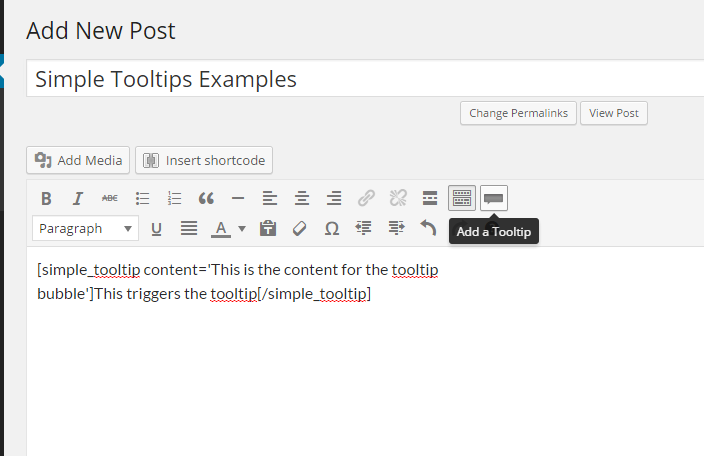 Add New Post
Simple Tooltips Examples
Change Permalinks View Post
Add Media Insert shortcode
B I ABC
Paragraph U A Ω
Add a Tooltip
[simple_tooltip content='This is the content for the tooltip
bubble']This triggers the tooltip[/simple_tooltip]